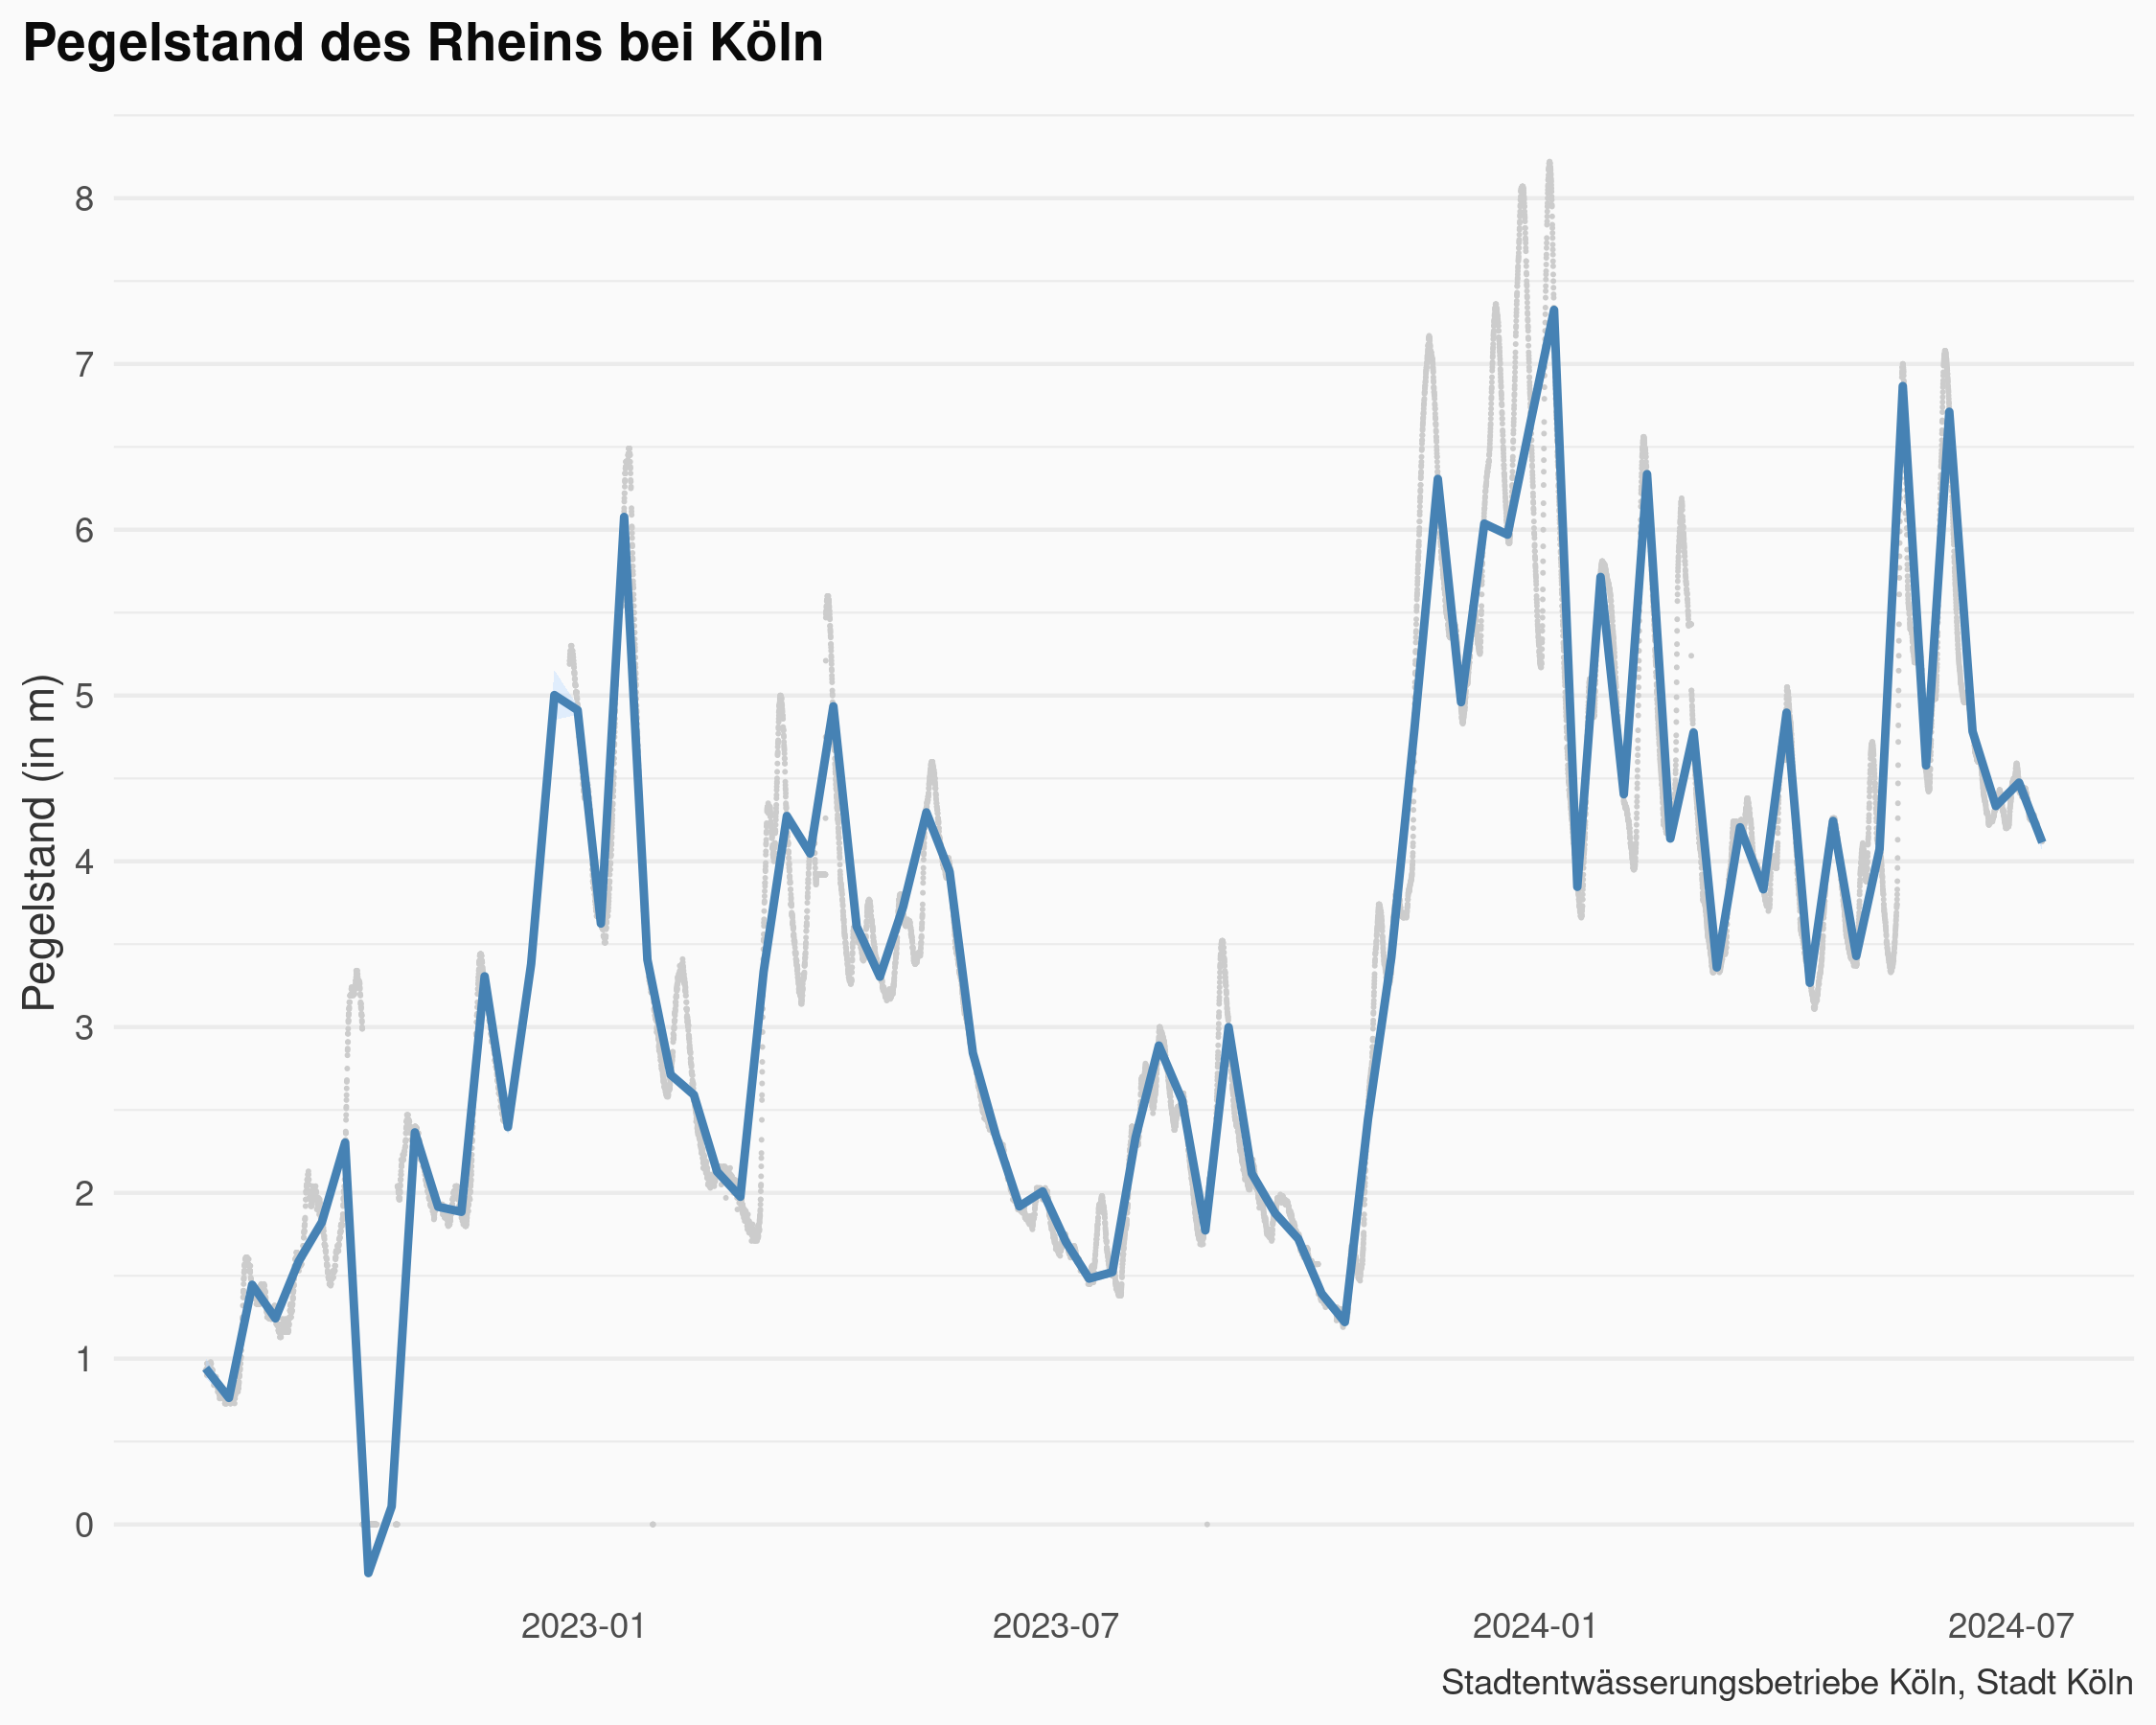 Pegelstand des Rheins bei Köln
Pegelstand (in m)
8
7
6
5
4
3
2
1
0
2023-01 2023-07 2024-01 2024-07
Stadtentwässerungsbetriebe Köln, Stadt Köln